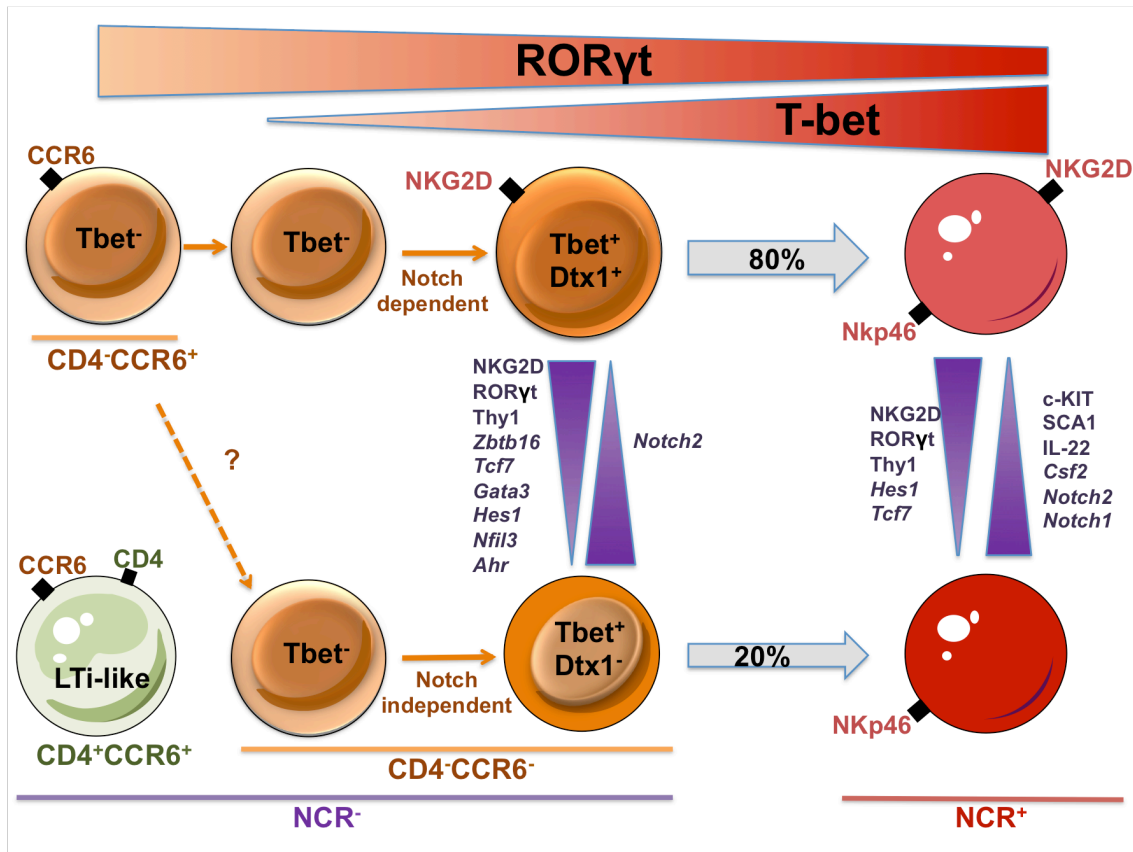 RORγt
T-bet
CCR6
Tbet⁻
Tbet⁻
Notch
dependent
NKG2D
Tbet⁺
Dtx1⁺
80%
NKG2D
Nkp46
CD4⁻CCR6⁺
?
NKG2D
RORγt
Thy1
Zbtb16
Tcf7
Gata3
Hes1
Nfil3
Ahr
Notch2
NKG2D
RORγt
Thy1
Hes1
Tcf7
c-KIT
SCA1
IL-22
Csf2
Notch2
Notch1
CCR6
CD4
LTi-like
CD4⁺CCR6⁺
Tbet⁻
Notch
independent
Tbet⁺
Dtx1⁻
20%
NKp46
CD4⁻CCR6⁻
NCR⁻
NCR⁺